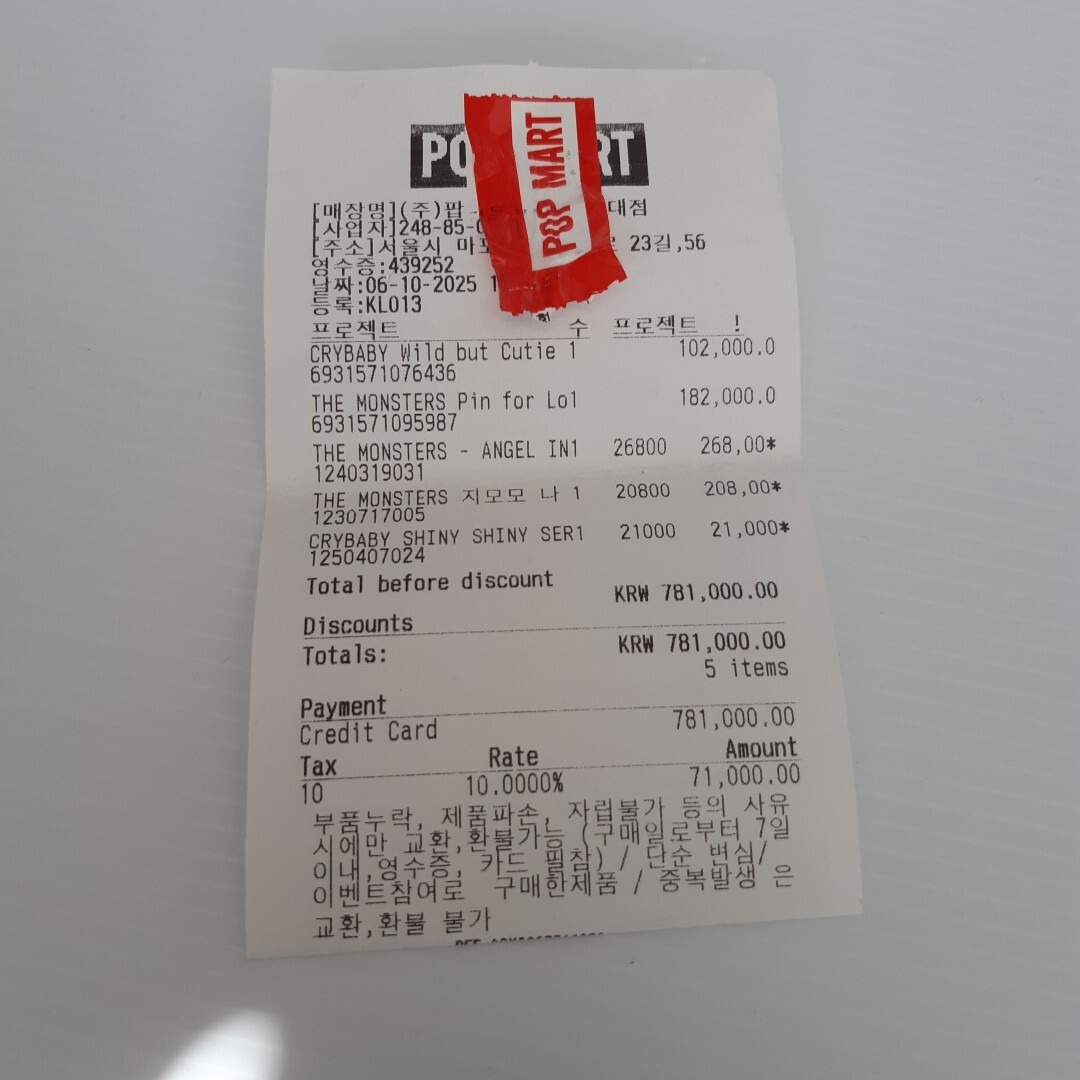 POP MART
[매장명](주)팝 대점
[사업자]248-85-
[주소]서울시 마포 23길,56
영수증:439252
날짜:06-10-2025
등록:KL013
프로젝트 수 프로젝트 !
CRYBABY Wild but Cutie 1 102,000.0
6931571076436
THE MONSTERS Pin for Lo1 182,000.0
6931571095987
THE MONSTERS - ANGEL IN1 26800 268,00*
1240319031
THE MONSTERS 지모모 나 1 20800 208,00*
1230717005
CRYBABY SHINY SHINY SER1 21000 21,000*
1250407024
Total before discount
KRW 781,000.00
Discounts
Totals: KRW 781,000.00
5 items
Payment
Credit Card 781,000.00
Tax Rate Amount
10 10.0000% 71,000.00
부품누락, 제품파손, 자립불가 등의 사유
시에만 교환,환불가능 (구매일로부터 7일
이내,영수증, 카드 필참) / 단순 변심/
이벤트참여로 구매한제품 / 중복발생 은
교환,환불 불가